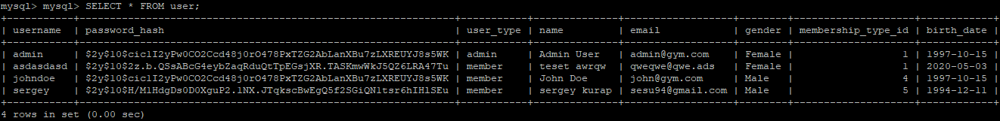 mysql> mysql> SELECT * FROM user;
+-----------+--------------------------------------------------------------+-----------+--------------+------------------+--------+--------------------+------------+
| username | password_hash | user_type | name | email | gender | membership_type_id | birth_date |
+-----------+--------------------------------------------------------------+-----------+--------------+------------------+--------+--------------------+------------+
| admin | $2y$10$cic1I2yPw0CO2Ccd48j0rO478PxTZG2AbLanXBu7zLXREUYJ8s5WK | admin | Admin User | admin@gym.com | Female | 1 | 1997-10-15 |
| asdasdasd | $2y$10$2z.b.QSsABcG4eybZaqRduQtTpEGsjXR.TASKmwWkJ5QZ6LRA47Tu | member | teset awrqw | qweqwe@qwe.ads | Female | 1 | 2020-05-03 |
| johndoe | $2y$10$cic1I2yPw0CO2Ccd48j0rO478PxTZG2AbLanXBu7zLXREUYJ8s5WK | member | John Doe | john@gym.com | Male | 4 | 1997-10-15 |
| sergey | $2y$10$H/M1HdgDs0D0XguP2.1NX.JTqkscBwEgQ5f2SGiQN1tsr6hIHlSEu | member | sergey kurap | sesu94@gmail.com | Male | 5 | 1994-12-11 |
+-----------+--------------------------------------------------------------+-----------+--------------+------------------+--------+--------------------+------------+
4 rows in set (0.00 sec)